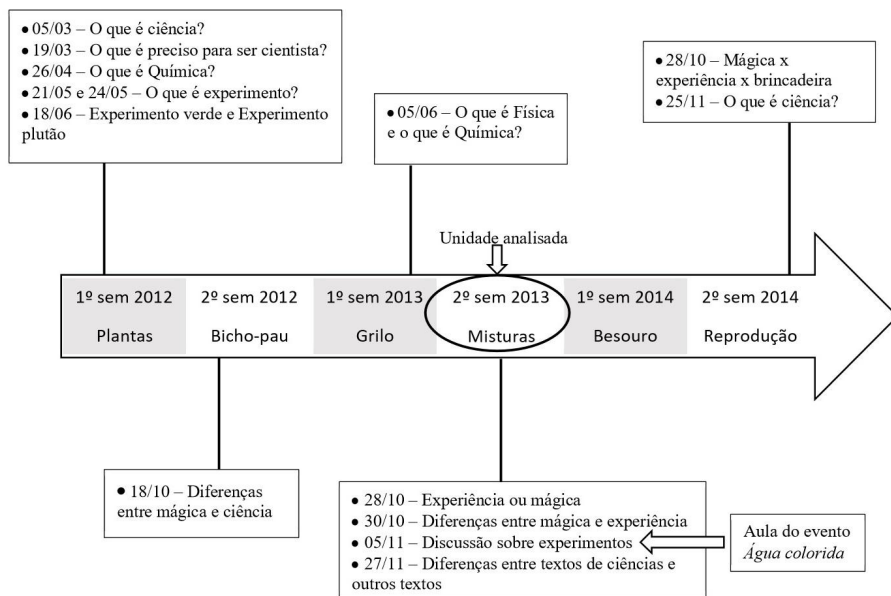 • 05/03 – O que é ciência?
• 19/03 – O que é preciso para ser cientista?
• 26/04 – O que é Química?
• 21/05 e 24/05 – O que é experimento?
• 18/06 – Experimento verde e Experimento
plutão
• 05/06 – O que é Física
e o que é Química?
• 28/10 – Mágica x
experiência x brincadeira
• 25/11 – O que é ciência?
Unidade analisada
1º sem 2012
Plantas
2º sem 2012
Bicho-pau
1º sem 2013
Grilo
2º sem 2013
Misturas
1º sem 2014
Besouro
2º sem 2014
Reprodução
• 18/10 – Diferenças
entre mágica e ciência
• 28/10 – Experiência ou mágica
• 30/10 – Diferenças entre mágica e experiência
• 05/11 – Discussão sobre experimentos
• 27/11 – Diferenças entre textos de ciências e
outros textos
Aula do evento
Água colorida